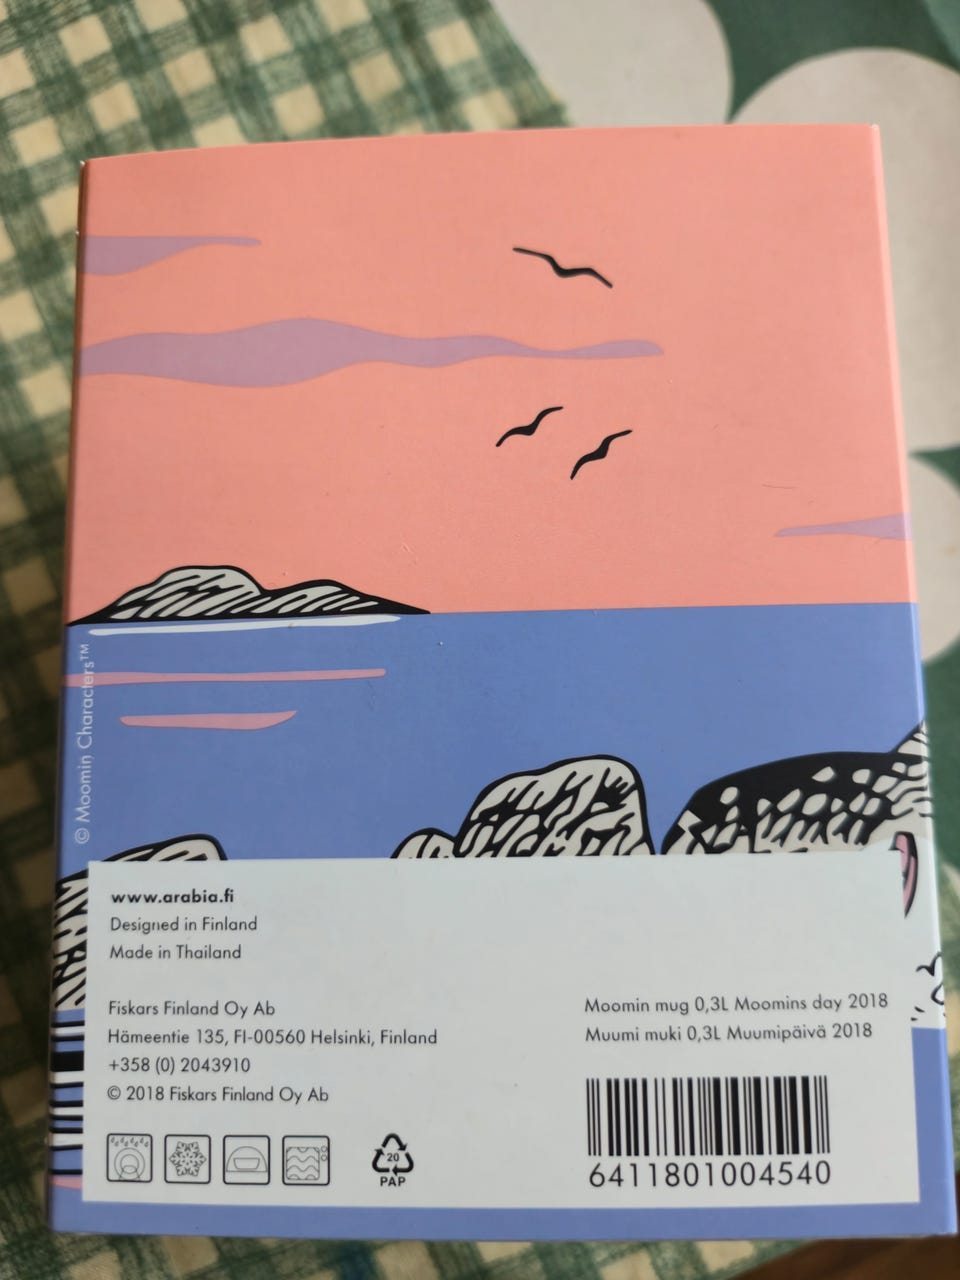 © Moomin Characters™
www.arabia.fi
Designed in Finland
Made in Thailand
Fiskars Finland Oy Ab
Hämeentie 135, FI-00560 Helsinki, Finland
+358 (0) 2043910
© 2018 Fiskars Finland Oy Ab
Moomin mug 0,3L Moomins day 2018
Muumi muki 0,3L Muumipäivä 2018
20
PAP
6411801004540